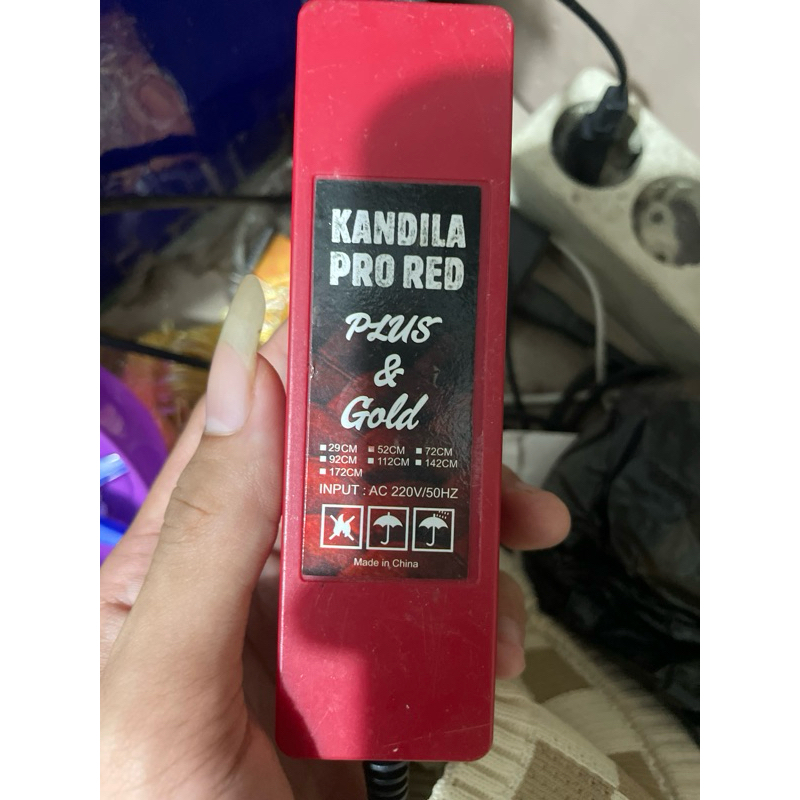 KANDILA
PRO RED
PLUS
&
Gold
29CM 52CM 72CM
92CM 112CM 142CM
172CM
INPUT : AC 220V/50HZ
Made in China